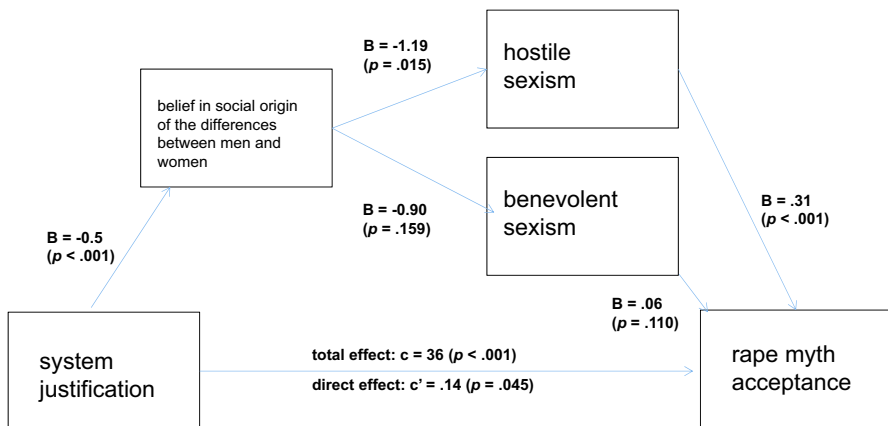 B = -1.19
(p = .015)
hostile
sexism
belief in social origin
of the differences
between men and
women
B = -0.5
(p < .001)
B = -0.90
(p = .159)
benevolent
sexism
B = .31
(p < .001)
B = .06
(p = .110)
system
justification
total effect: c = 36 (p < .001)
direct effect: c’ = .14 (p = .045)
rape myth
acceptance